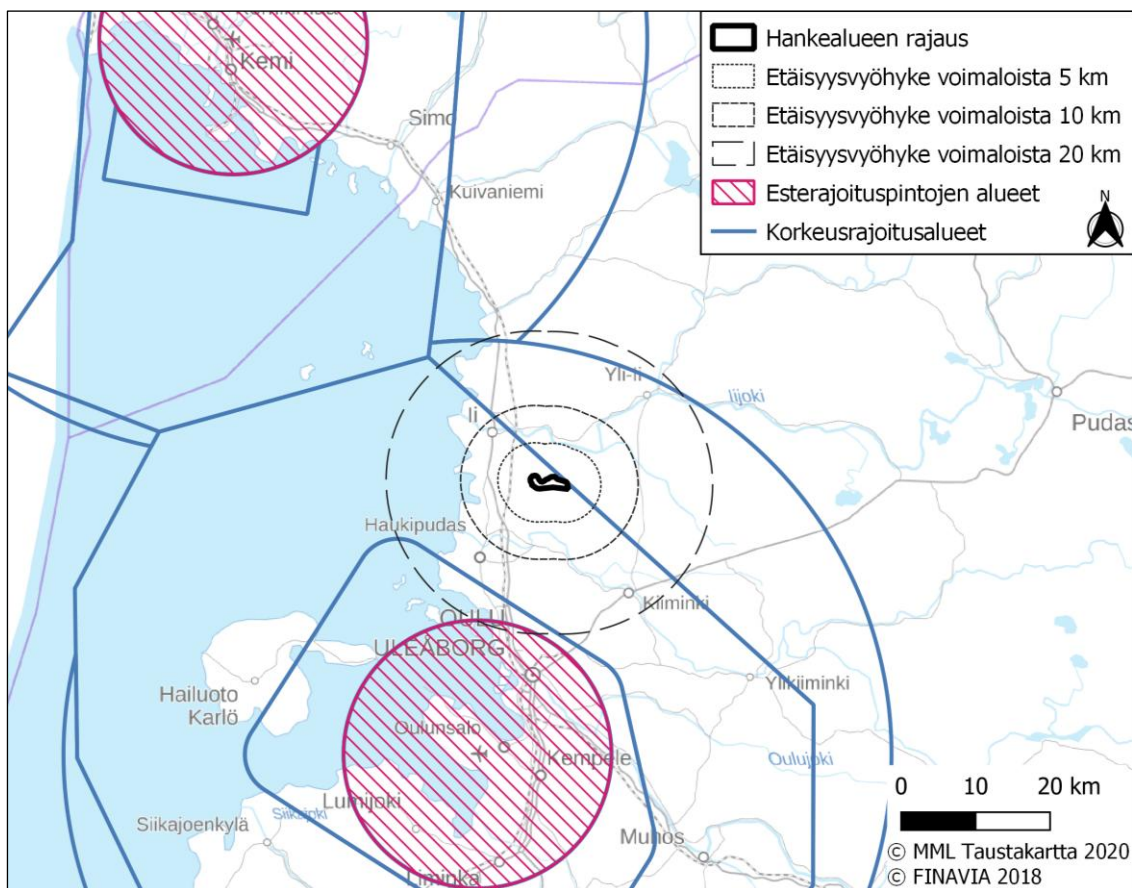 Hankealueen rajaus
Etäisyysvyöhyke voimaloista 5 km
Etäisyysvyöhyke voimaloista 10 km
Etäisyysvyöhyke voimaloista 20 km
Esterajoituspintojen alueet
Korkeusrajoitusalueet
N
Kemi
Simo
Kuivaniemi
Yli-Ii
Iijoki
Pudas
Ii
Haukipudas
Kiiminki
OULU
ULEÅBORG
Hailuoto
Karlö
Ylikiiminki
Oulunsalo
Kempele
Oulujoki
Lumijoki
Siikajoki
Siikajoenkylä
Muhos
Liminka
0 10 20 km
© MML Taustakartta 2020
© FINAVIA 2018